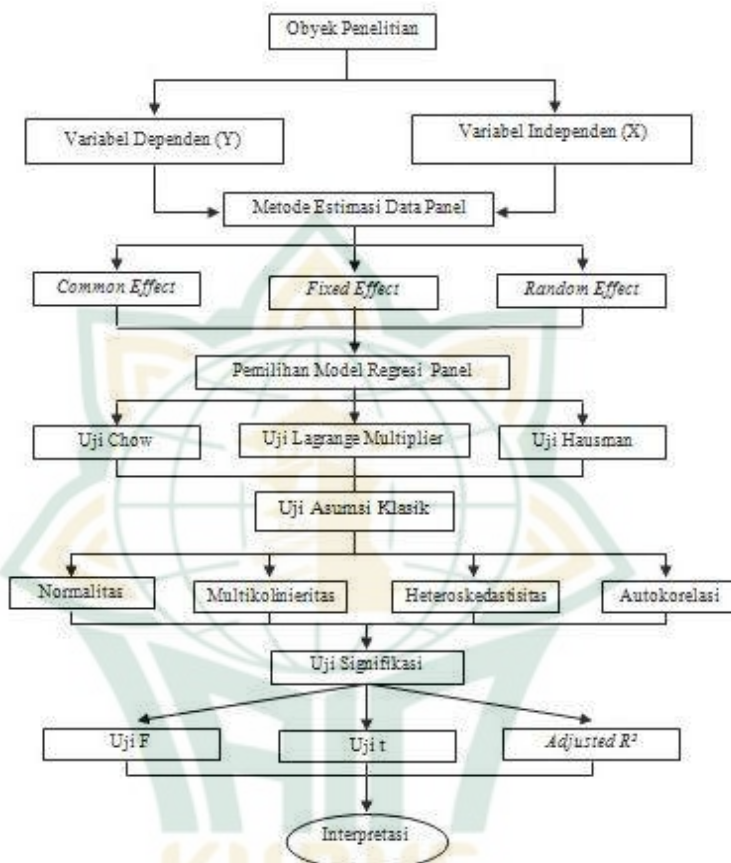 Obyek Penelitian
Variabel Dependen (Y)
Variabel Independen (X)
Metode Estimasi Data Panel
Common Effect
Fixed Effect
Random Effect
Pemilihan Model Regresi Panel
Uji Chow
Uji Lagrange Multiplier
Uji Hausman
Uji Asumsi Klasik
Normalitas
Multikolinieritas
Heteroskedastisitas
Autokorelasi
Uji Signifikasi
Uji F
Uji t
Adjusted R²
Interpretasi